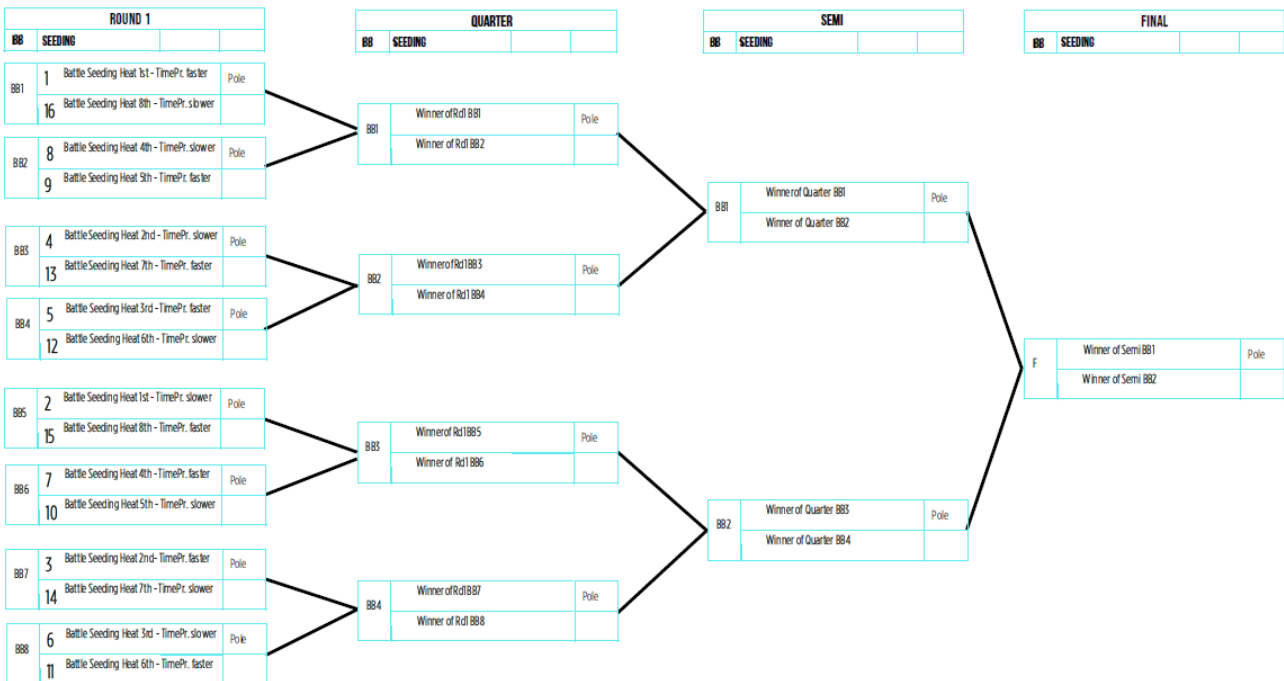 ROUND 1
BB SEEDING
BB1
1 Battle Seeding Heat 1st - TimePr. faster Pole
16 Battle Seeding Heat 8th - TimePr. slower
BB2
8 Battle Seeding Heat 4th - TimePr. slower Pole
9 Battle Seeding Heat 5th - TimePr. faster
BB3
4 Battle Seeding Heat 2nd - TimePr. slower Pole
13 Battle Seeding Heat 7th - TimePr. faster
BB4
5 Battle Seeding Heat 3rd - TimePr. faster Pole
12 Battle Seeding Heat 6th - TimePr. slower
BB5
2 Battle Seeding Heat 1st - TimePr. slower Pole
15 Battle Seeding Heat 8th - TimePr. faster
BB6
7 Battle Seeding Heat 4th - TimePr. faster Pole
10 Battle Seeding Heat 5th - TimePr. slower
BB7
3 Battle Seeding Heat 2nd - TimePr. faster Pole
14 Battle Seeding Heat 7th - TimePr. slower
BB8
6 Battle Seeding Heat 3rd - TimePr. slower Pole
11 Battle Seeding Heat 6th - TimePr. faster
QUARTER
BB SEEDING
BB1
Winner of Rd1 BB1 Pole
Winner of Rd1 BB2
BB2
Winner of Rd1 BB3 Pole
Winner of Rd1 BB4
BB3
Winner of Rd1 BB5 Pole
Winner of Rd1 BB6
BB4
Winner of Rd1 BB7 Pole
Winner of Rd1 BB8
SEMI
BB SEEDING
BB1
Winner of Quarter BB1 Pole
Winner of Quarter BB2
BB2
Winner of Quarter BB3 Pole
Winner of Quarter BB4
FINAL
BB SEEDING
F
Winner of Semi BB1 Pole
Winner of Semi BB2